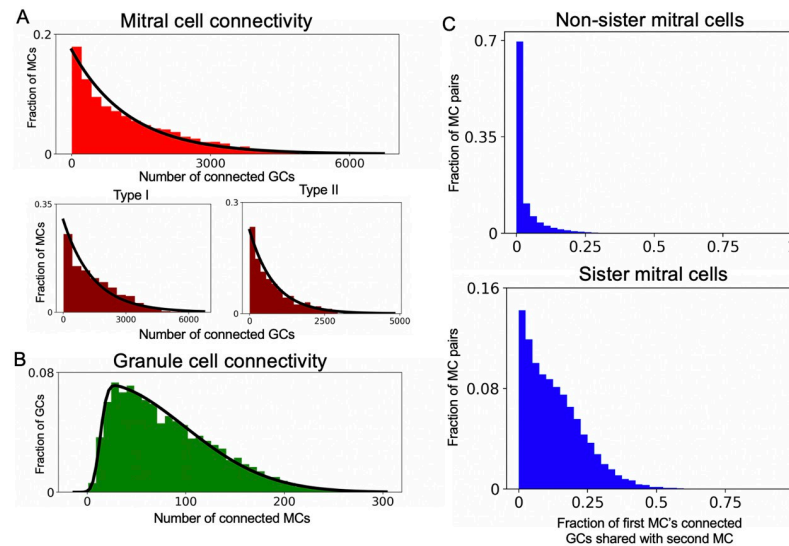 A
Mitral cell connectivity
0.2
Fraction of MCs
0
0
3000
6000
Number of connected GCs
Type I
Type II
0.35
0.3
Fraction of MCs
0
0
0
3000
6000
0
2500
5000
Number of connected GCs
B
Granule cell connectivity
0.08
Fraction of GCs
0
0
100
200
300
Number of connected MCs
C
Non-sister mitral cells
0.7
Fraction of MC pairs
0.35
0
0
0.25
0.5
0.75
Sister mitral cells
0.16
Fraction of MC pairs
0.08
0
0
0.25
0.5
0.75
Fraction of first MC's connected
GCs shared with second MC